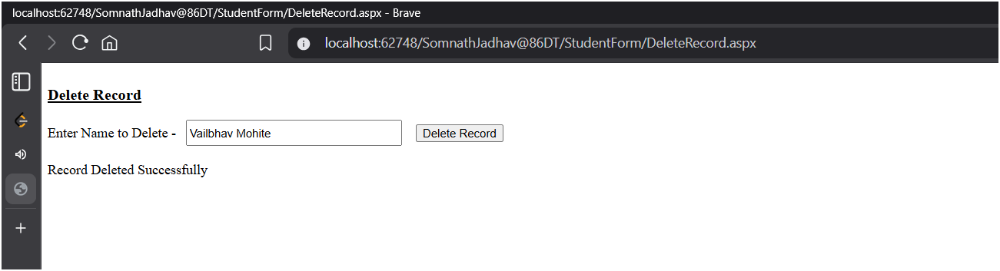 localhost:62748/SomnathJadhav@86DT/StudentForm/DeleteRecord.aspx - Brave
localhost:62748/SomnathJadhav@86DT/StudentForm/DeleteRecord.aspx
Delete Record
Enter Name to Delete - Vailbhav Mohite Delete Record
Record Deleted Successfully